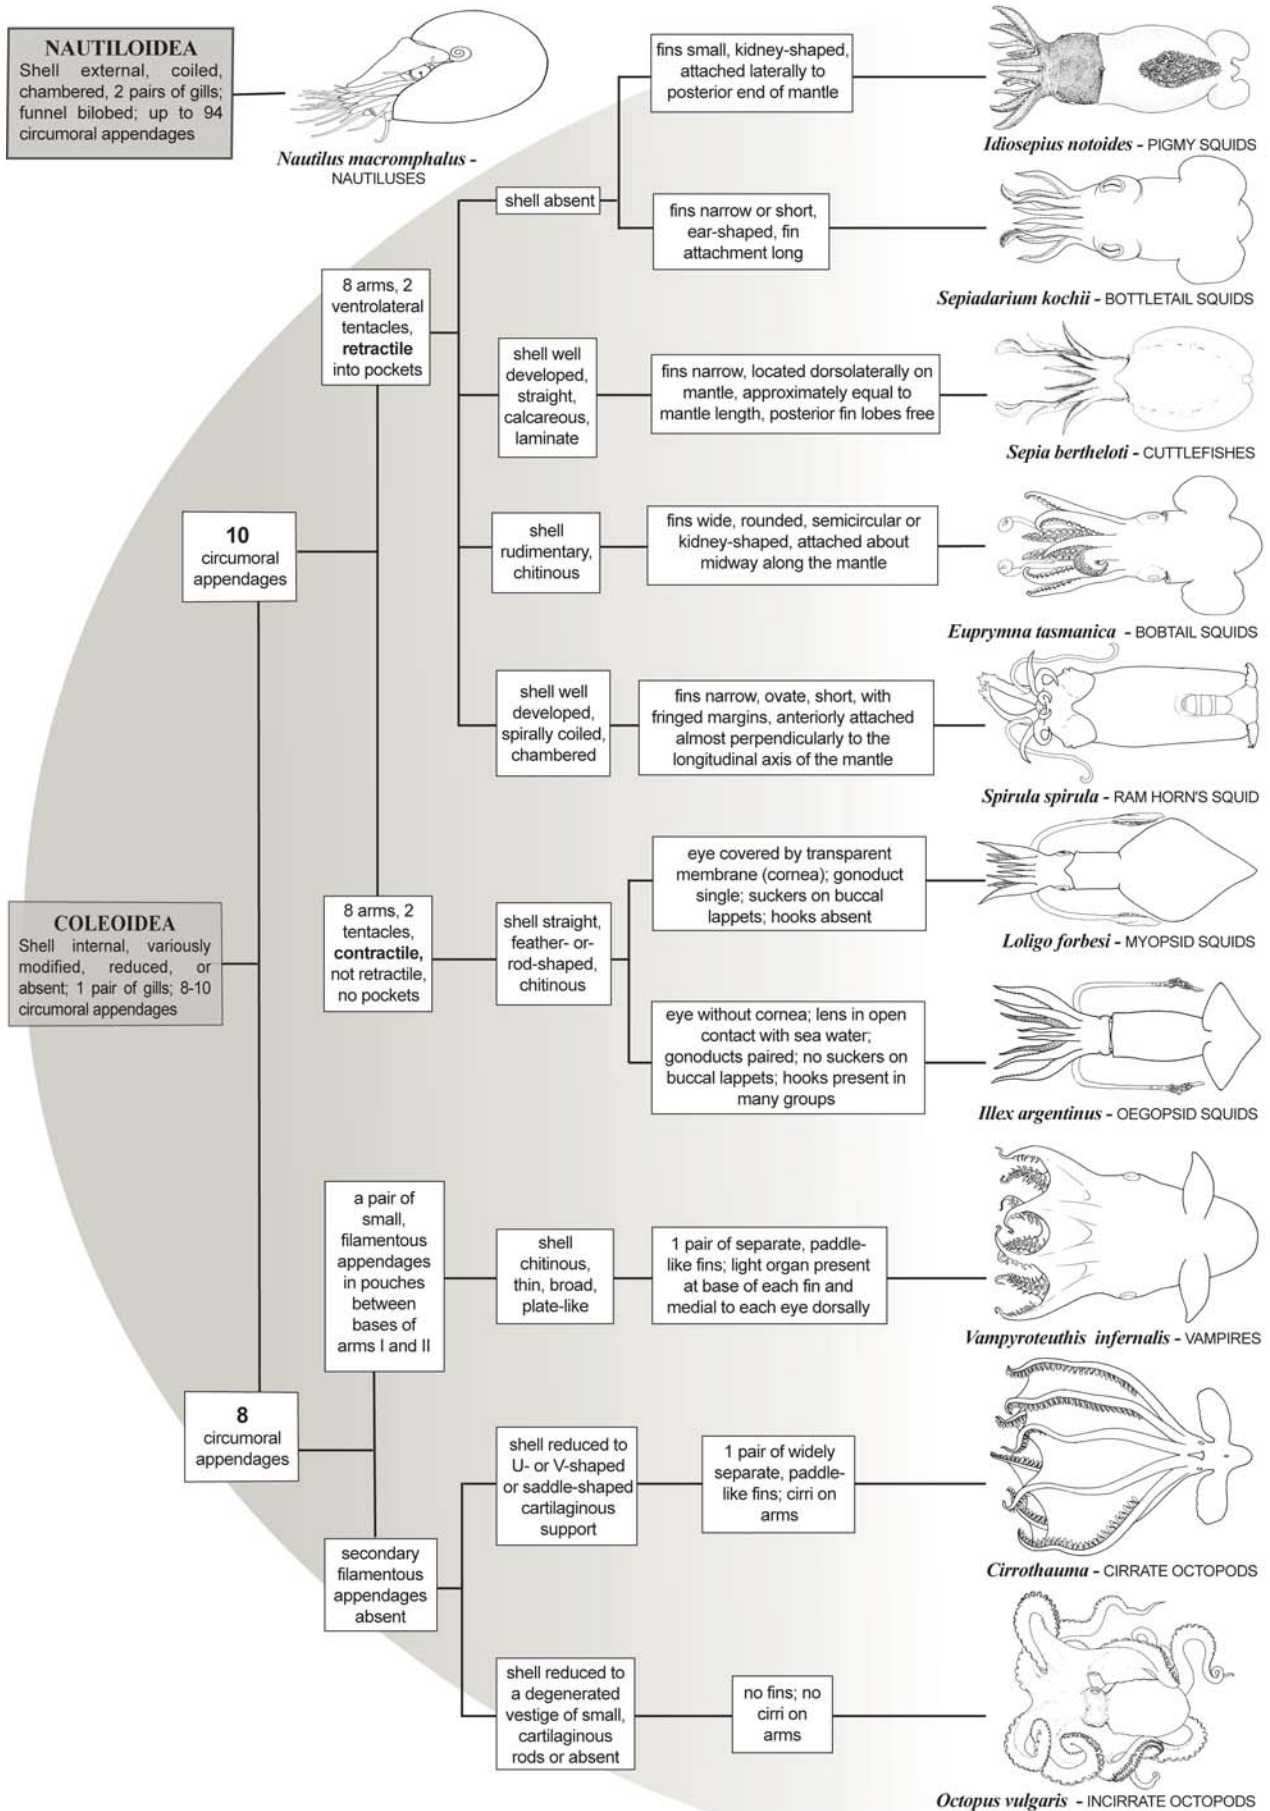 NAUTILOIDEA
Shell external, coiled,
chambered, 2 pairs of gills;
funnel bilobed; up to 94
circumoral appendages
Nautilus macromphalus -
NAUTILUSES
fins small, kidney-shaped,
attached laterally to
posterior end of mantle
Idiosepius notoides - PIGMY SQUIDS
shell absent
fins narrow or short,
ear-shaped, fin
attachment long
Sepiadarium kochii - BOTTLETAIL SQUIDS
8 arms, 2
ventrolateral
tentacles,
retractile
into pockets
shell well
developed,
straight,
calcareous,
laminate
fins narrow, located dorsolaterally on
mantle, approximately equal to
mantle length, posterior fin lobes free
Sepia bertheloti - CUTTLEFISHES
10
circumoral
appendages
shell
rudimentary,
chitinous
fins wide, rounded, semicircular or
kidney-shaped, attached about
midway along the mantle
Euprymna tasmanica - BOBTAIL SQUIDS
shell well
developed,
spirally coiled,
chambered
fins narrow, ovate, short, with
fringed margins, anteriorly attached
almost perpendicularly to the
longitudinal axis of the mantle
Spirula spirula - RAM HORN'S SQUID
COLEOIDEA
Shell internal, variously
modified, reduced, or
absent; 1 pair of gills; 8-10
circumoral appendages
8 arms, 2
tentacles,
contractile,
not retractile,
no pockets
shell straight,
feather- or-
rod-shaped,
chitinous
eye covered by transparent
membrane (cornea); gonoduct
single; suckers on buccal
lappets; hooks absent
Loligo forbesi - MYOPSID SQUIDS
eye without cornea; lens in open
contact with sea water;
gonoducts paired; no suckers on
buccal lappets; hooks present in
many groups
Illex argentinus - OEGOPSID SQUIDS
a pair of
small,
filamentous
appendages
in pouches
between
bases of
arms I and II
shell
chitinous,
thin, broad,
plate-like
1 pair of separate, paddle-
like fins; light organ present
at base of each fin and
medial to each eye dorsally
Vampyroteuthis infernalis - VAMPIRES
8
circumoral
appendages
shell reduced to
U- or V-shaped
or saddle-shaped
cartilaginous
support
1 pair of widely
separate, paddle-
like fins; cirri on
arms
Cirrothauma - CIRRATE OCTOPODS
secondary
filamentous
appendages
absent
shell reduced to
a degenerated
vestige of small,
cartilaginous
rods or absent
no fins; no
cirri on
arms
Octopus vulgaris - INCIRRATE OCTOPODS